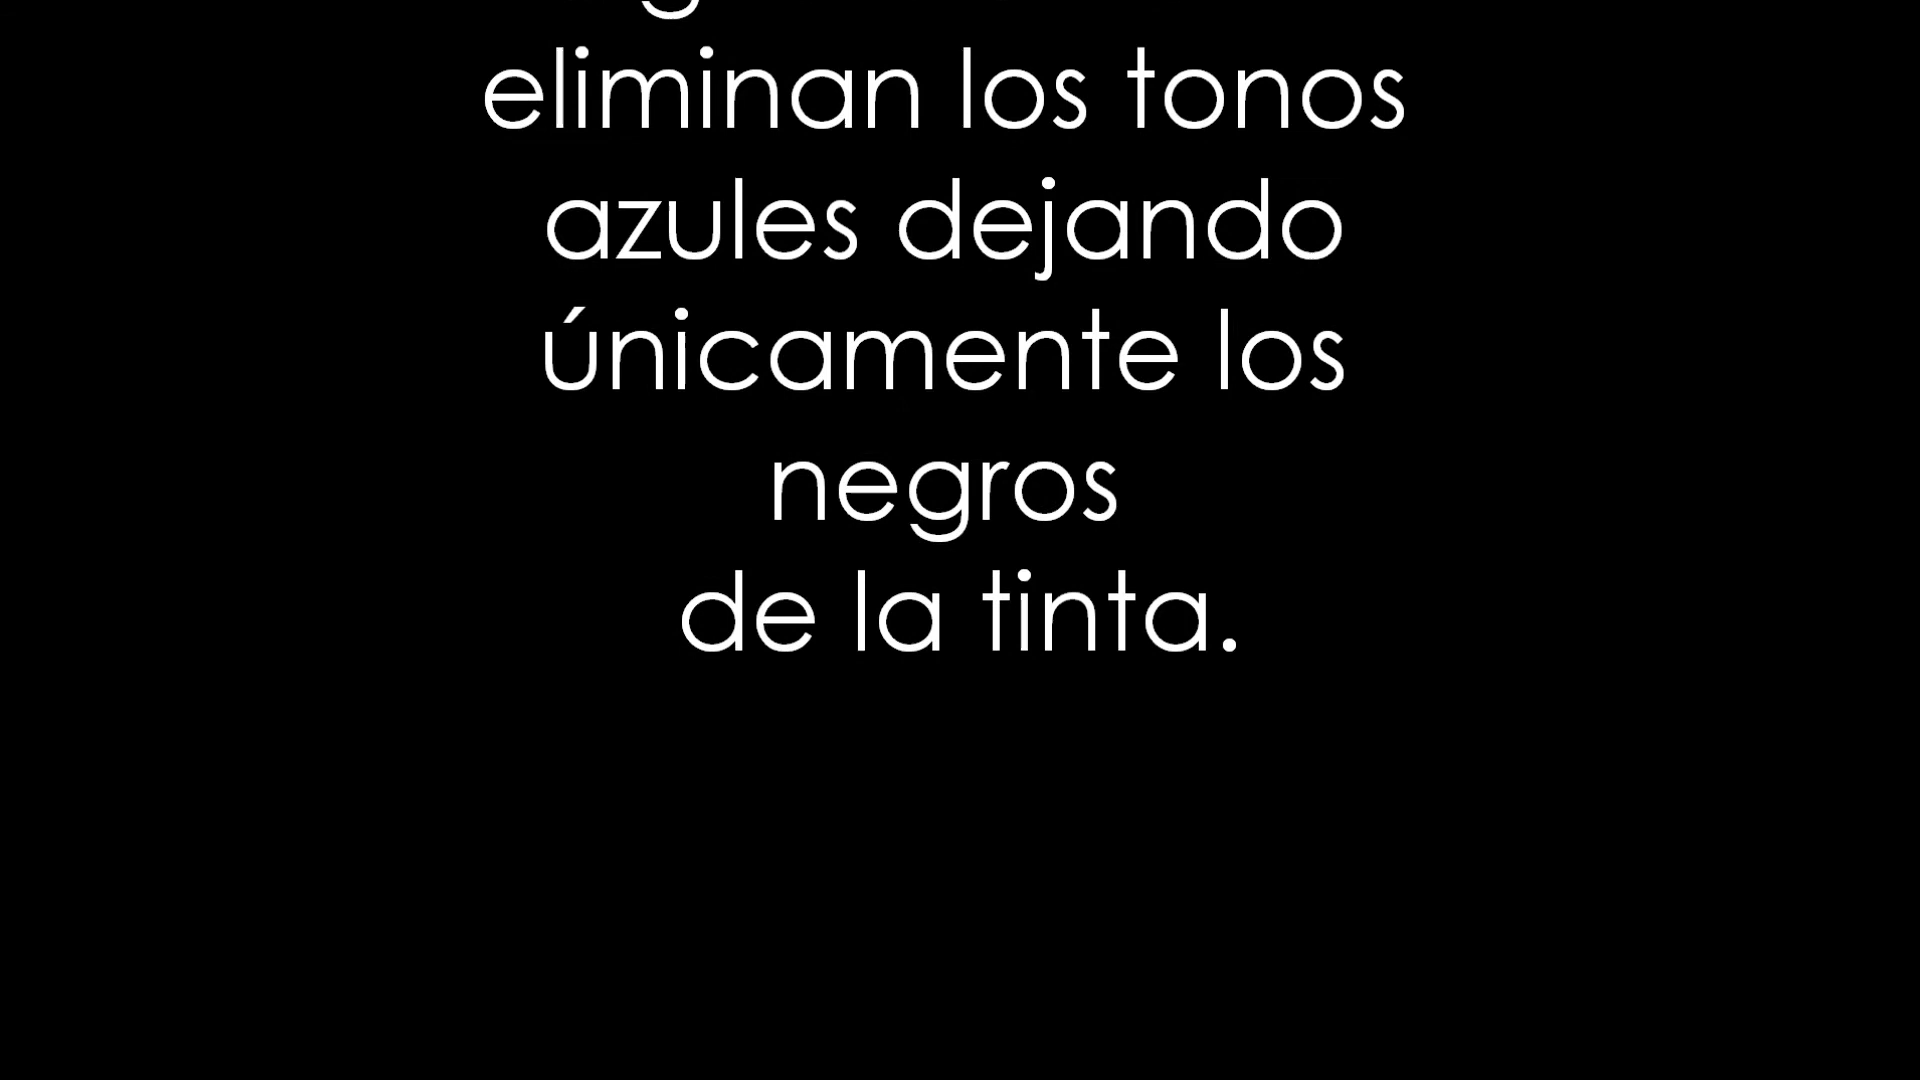 eliminan los tonos
azules dejando
únicamente los
negros
de la tinta.